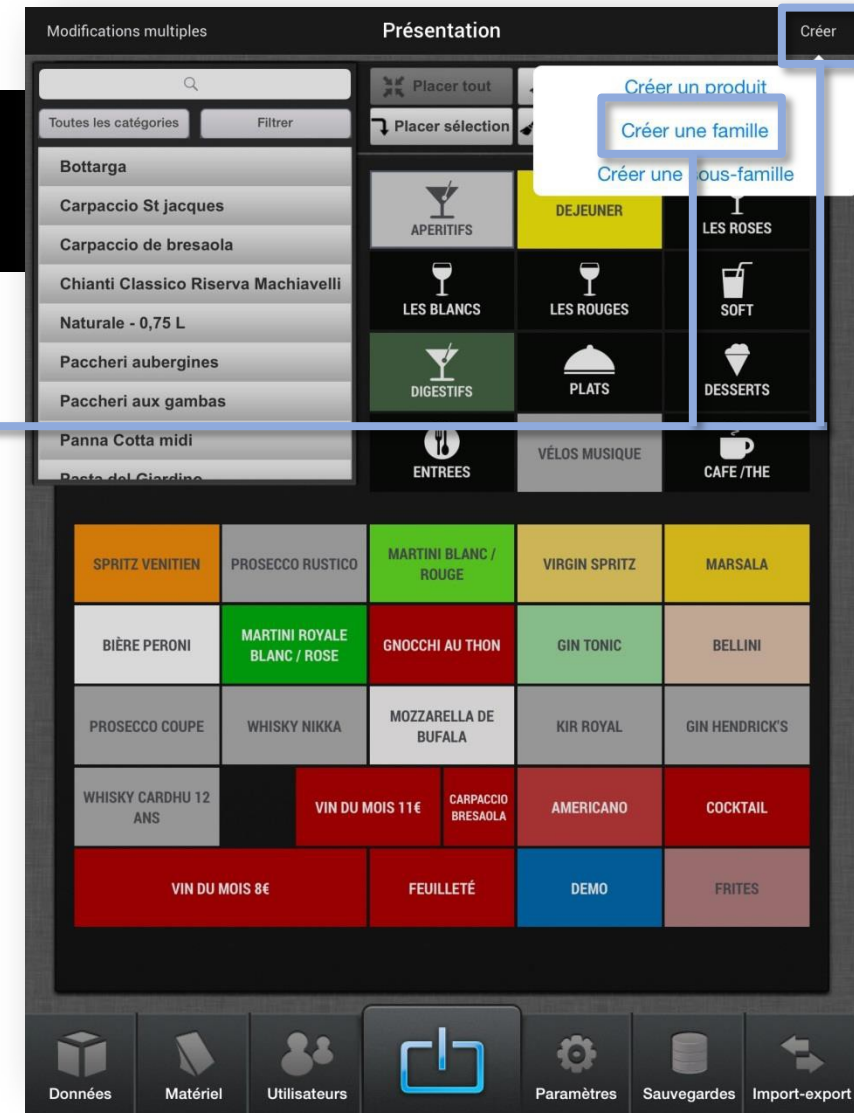 Modifications multiples
Présentation
Créer
Toutes les catégories
Filtrer
Placer tout
Placer sélection
Créer un produit
Créer une famille
Créer une sous-famille
Bottarga
Carpaccio St jacques
Carpaccio de bresaola
Chianti Classico Riserva Machiavelli
Naturale - 0,75 L
Paccheri aubergines
Paccheri aux gambas
Panna Cotta midi
Pasta del Giardino
APERITIFS
DEJEUNER
LES ROSES
LES BLANCS
LES ROUGES
SOFT
DIGESTIFS
PLATS
DESSERTS
ENTREES
VÉLOS MUSIQUE
CAFE /THE
SPRITZ VENITIEN
PROSECCO RUSTICO
MARTINI BLANC /
ROUGE
VIRGIN SPRITZ
MARSALA
BIÈRE PERONI
MARTINI ROYALE
BLANC / ROSE
GNOCCHI AU THON
GIN TONIC
BELLINI
PROSECCO COUPE
WHISKY NIKKA
MOZZARELLA DE
BUFALA
KIR ROYAL
GIN HENDRICK'S
WHISKY CARDHU 12
ANS
VIN DU MOIS 11€
CARPACCIO
BRESAOLA
AMERICANO
COCKTAIL
VIN DU MOIS 8€
FEUILLETÉ
DEMO
FRITES
Données
Matériel
Utilisateurs
Paramètres
Sauvegardes
Import-export